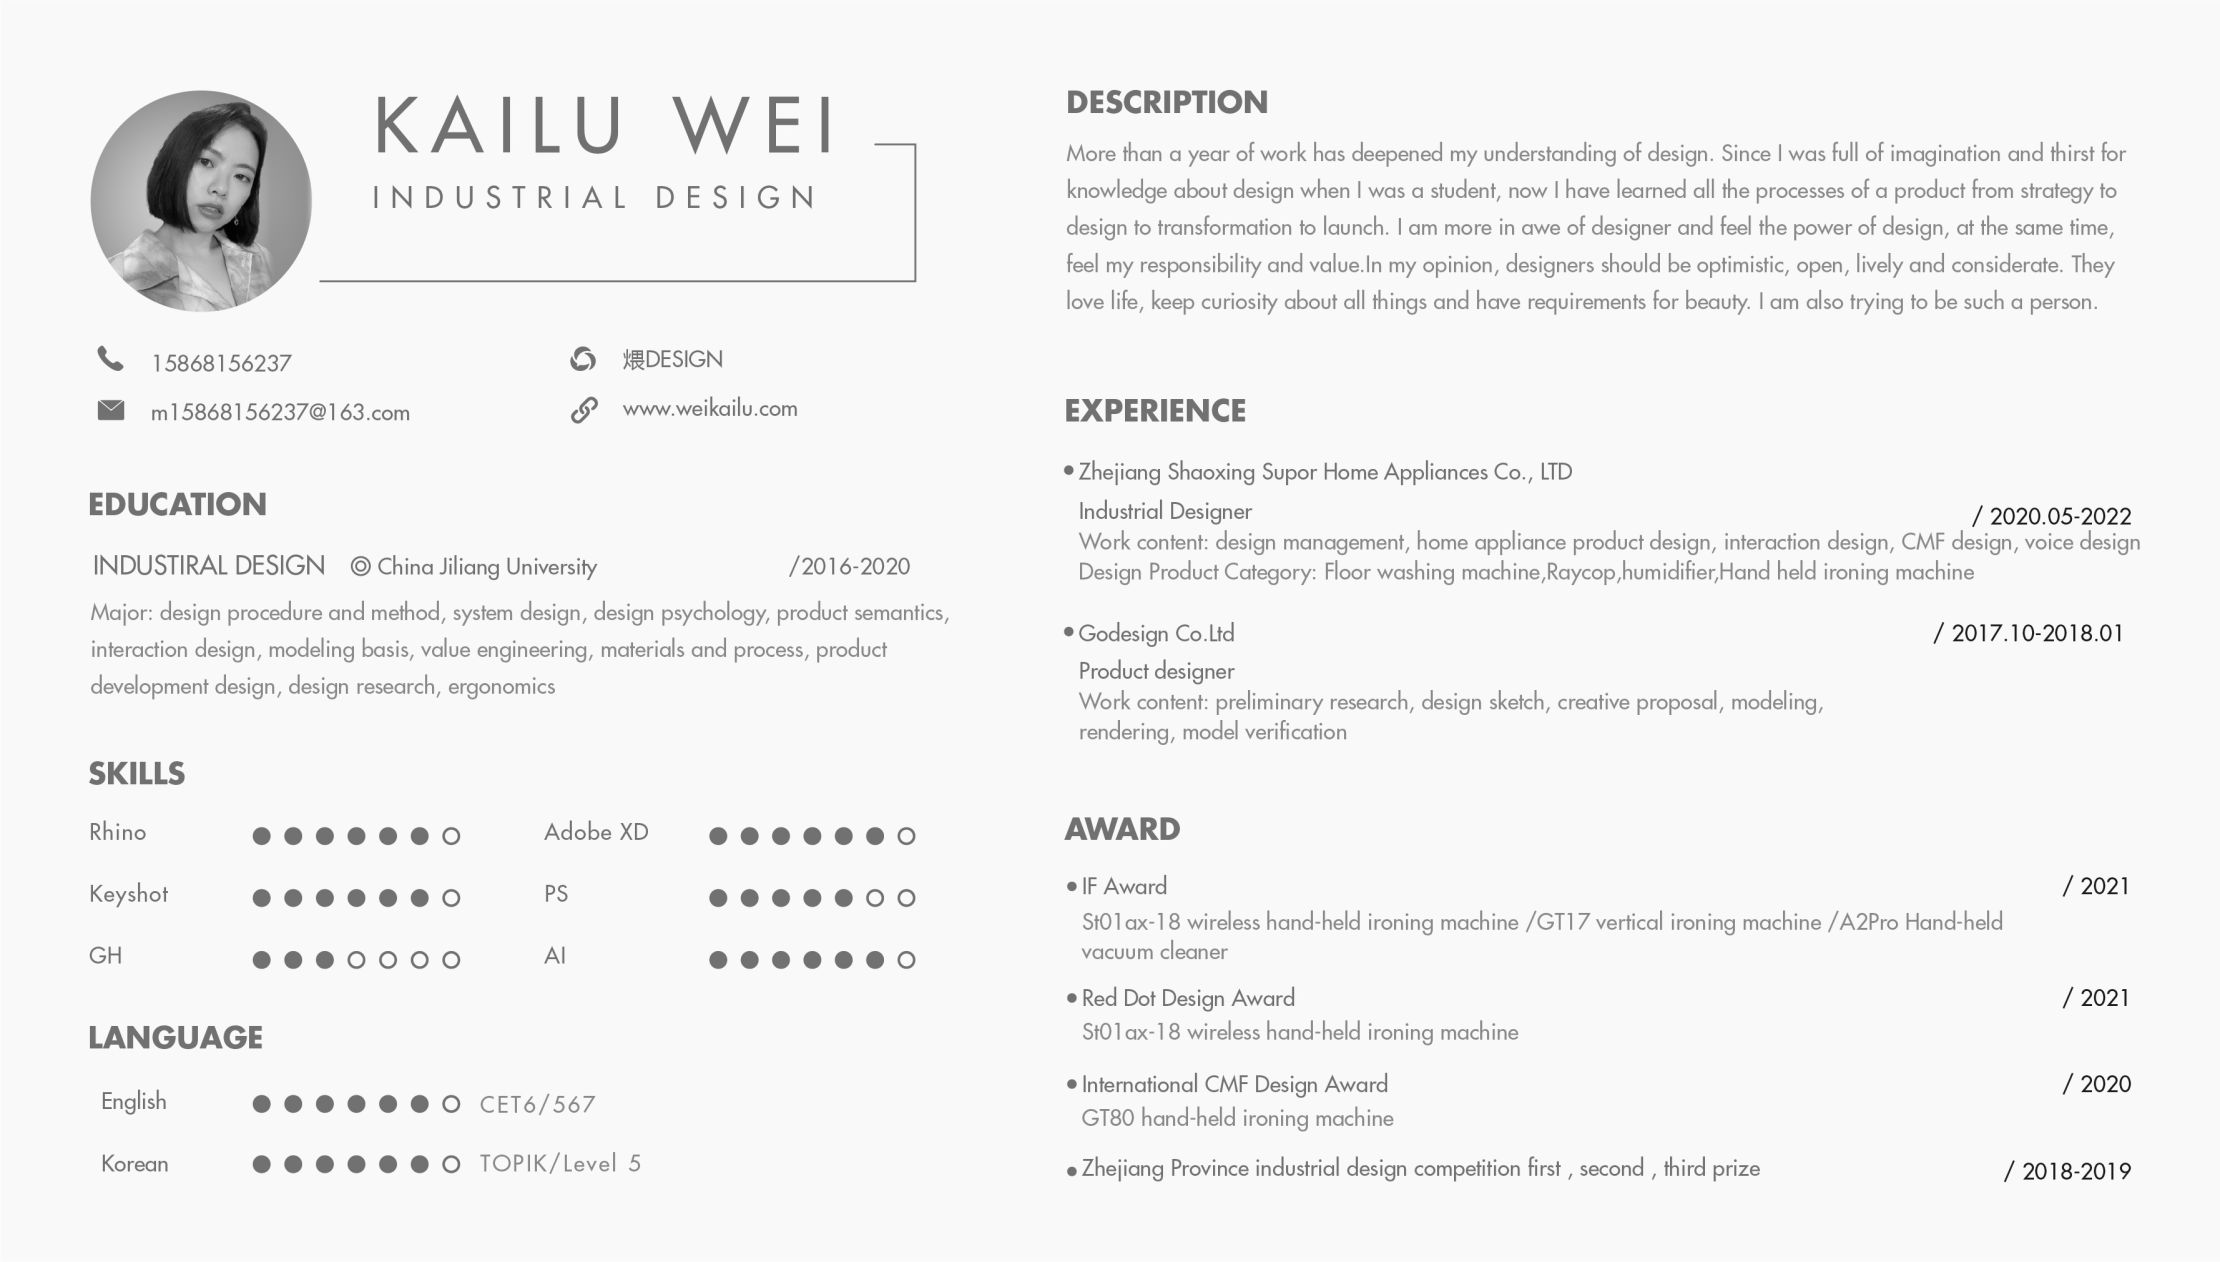 KAILU WEI
INDUSTRIAL DESIGN
15868156237
煨DESIGN
m15868156237@163.com
www.weikailu.com
EDUCATION
INDUSTIRAL DESIGN ◎ China Jiliang University /2016-2020
Major: design procedure and method, system design, design psychology, product semantics,
interaction design, modeling basis, value engineering, materials and process, product
development design, design research, ergonomics
SKILLS
Rhino
Adobe XD
Keyshot
PS
GH
AI
LANGUAGE
English CET6/567
Korean TOPIK/Level 5
DESCRIPTION
More than a year of work has deepened my understanding of design. Since I was full of imagination and thirst for
knowledge about design when I was a student, now I have learned all the processes of a product from strategy to
design to transformation to launch. I am more in awe of designer and feel the power of design, at the same time,
feel my responsibility and value.In my opinion, designers should be optimistic, open, lively and considerate. They
love life, keep curiosity about all things and have requirements for beauty. I am also trying to be such a person.
EXPERIENCE
•Zhejiang Shaoxing Supor Home Appliances Co., LTD
Industrial Designer / 2020.05-2022
Work content: design management, home appliance product design, interaction design, CMF design, voice design
Design Product Category: Floor washing machine,Raycop,humidifier,Hand held ironing machine
•Godesign Co.Ltd / 2017.10-2018.01
Product designer
Work content: preliminary research, design sketch, creative proposal, modeling,
rendering, model verification
AWARD
•IF Award / 2021
St01ax-18 wireless hand-held ironing machine /GT17 vertical ironing machine /A2Pro Hand-held
vacuum cleaner
•Red Dot Design Award / 2021
St01ax-18 wireless hand-held ironing machine
•International CMF Design Award / 2020
GT80 hand-held ironing machine
•Zhejiang Province industrial design competition first , second , third prize / 2018-2019